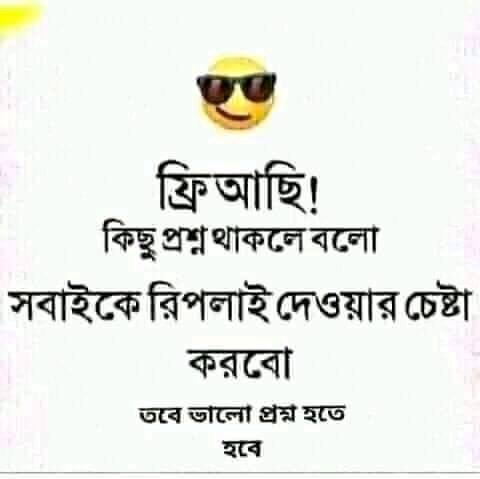 ফ্রি আছি!
কিছু প্রশ্ন থাকলে বলো
সবাইকে রিপলাই দেওয়ার চেষ্টা
করবো
তবে ভালো প্রশ্ন হতে
হবে